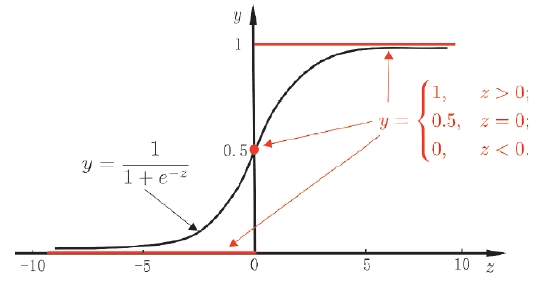 y
1
y = { 1, z > 0;
0.5, z = 0;
0, z < 0.
0.5
y = 1 / (1 + e^{-z})
-10 -5 0 5 10 z